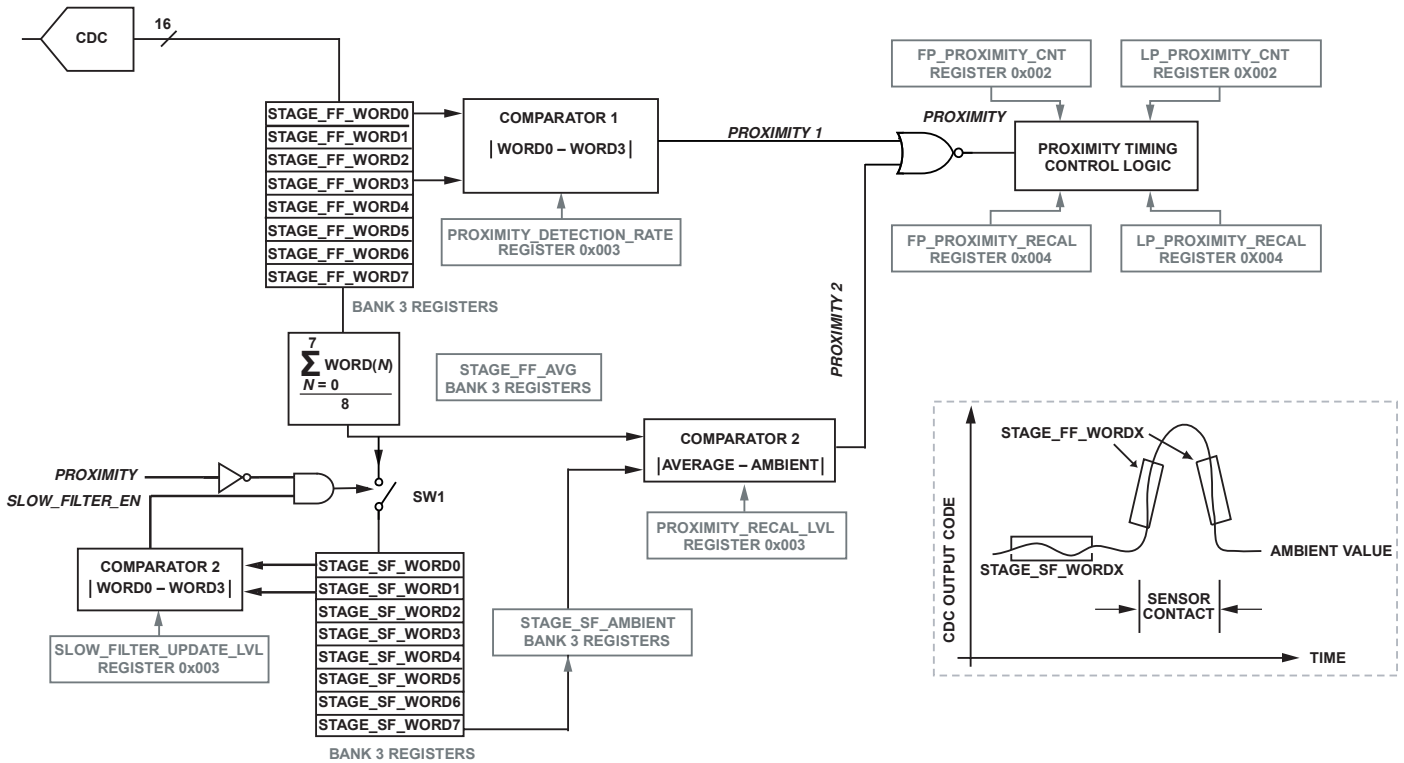 CDC
16
STAGE_FF_WORD0
STAGE_FF_WORD1
STAGE_FF_WORD2
STAGE_FF_WORD3
STAGE_FF_WORD4
STAGE_FF_WORD5
STAGE_FF_WORD6
STAGE_FF_WORD7
BANK 3 REGISTERS
COMPARATOR 1
|WORD0 – WORD3|
PROXIMITY_DETECTION_RATE
REGISTER 0x003
PROXIMITY 1
PROXIMITY
FP_PROXIMITY_CNT
REGISTER 0x002
LP_PROXIMITY_CNT
REGISTER 0X002
PROXIMITY TIMING
CONTROL LOGIC
FP_PROXIMITY_RECAL
REGISTER 0x004
LP_PROXIMITY_RECAL
REGISTER 0X004
PROXIMITY 2
7
Σ WORD(N)
N = 0
8
STAGE_FF_AVG
BANK 3 REGISTERS
COMPARATOR 2
|AVERAGE – AMBIENT|
PROXIMITY_RECAL_LVL
REGISTER 0x003
PROXIMITY
SLOW_FILTER_EN
SW1
COMPARATOR 2
|WORD0 – WORD3|
SLOW_FILTER_UPDATE_LVL
REGISTER 0x003
STAGE_SF_WORD0
STAGE_SF_WORD1
STAGE_SF_WORD2
STAGE_SF_WORD3
STAGE_SF_WORD4
STAGE_SF_WORD5
STAGE_SF_WORD6
STAGE_SF_WORD7
BANK 3 REGISTERS
STAGE_SF_AMBIENT
BANK 3 REGISTERS
CDC OUTPUT CODE
STAGE_FF_WORDX
STAGE_SF_WORDX
AMBIENT VALUE
SENSOR
CONTACT
TIME